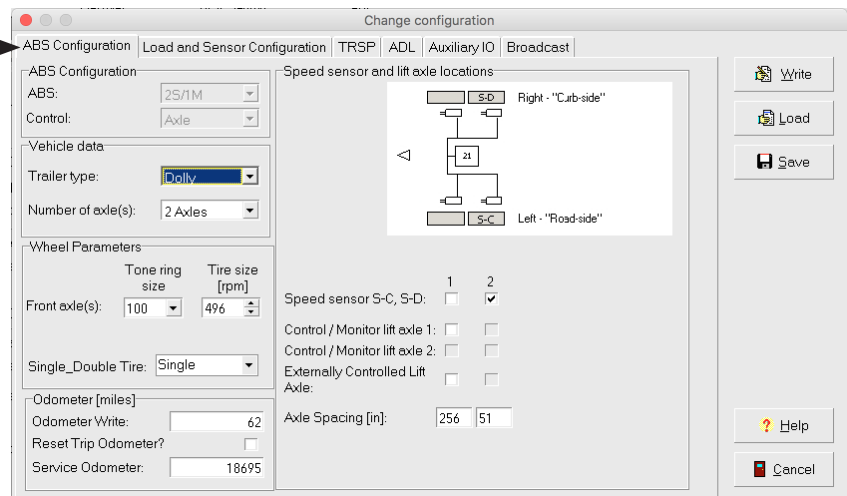 Change configuration
ABS Configuration Load and Sensor Configuration TRSP ADL Auxiliary IO Broadcast
ABS Configuration
ABS: 2S/1M
Control: Axle
Vehicle data
Trailer type: Dolly
Number of axle(s): 2 Axles
Wheel Parameters
Tone ring size Tire size [rpm]
Front axle(s): 100 496
Single_Double Tire: Single
Odometer [miles]
Odometer Write: 62
Reset Trip Odometer?
Service Odometer: 18695
Speed sensor and lift axle locations
S-D Right - "Curb-side"
21
S-C Left - "Road-side"
1 2
Speed sensor S-C, S-D:
Control / Monitor lift axle 1:
Control / Monitor lift axle 2:
Externally Controlled Lift
Axle:
Axle Spacing [in]: 256 51
Write
Load
Save
? Help
Cancel